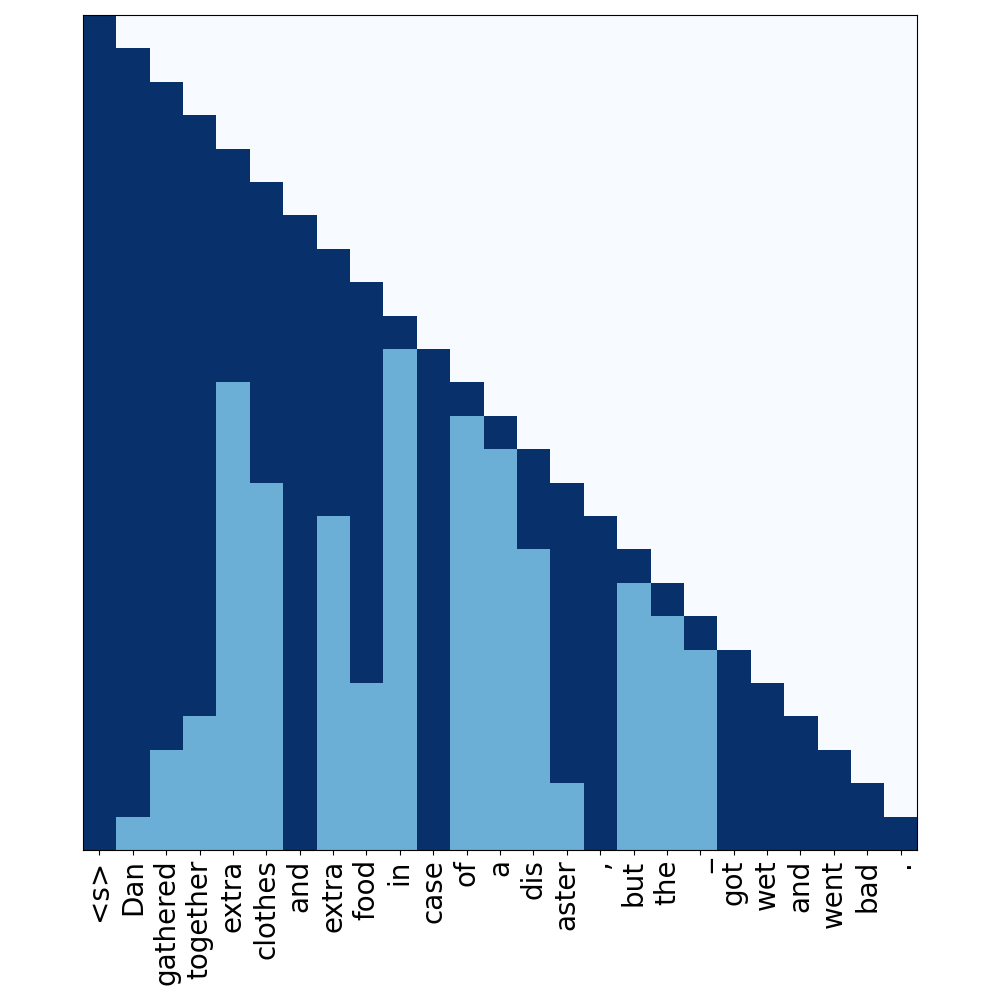 <s> Dan gathered together extra clothes and extra food in case of a dis aster , but the _ got wet and went bad .